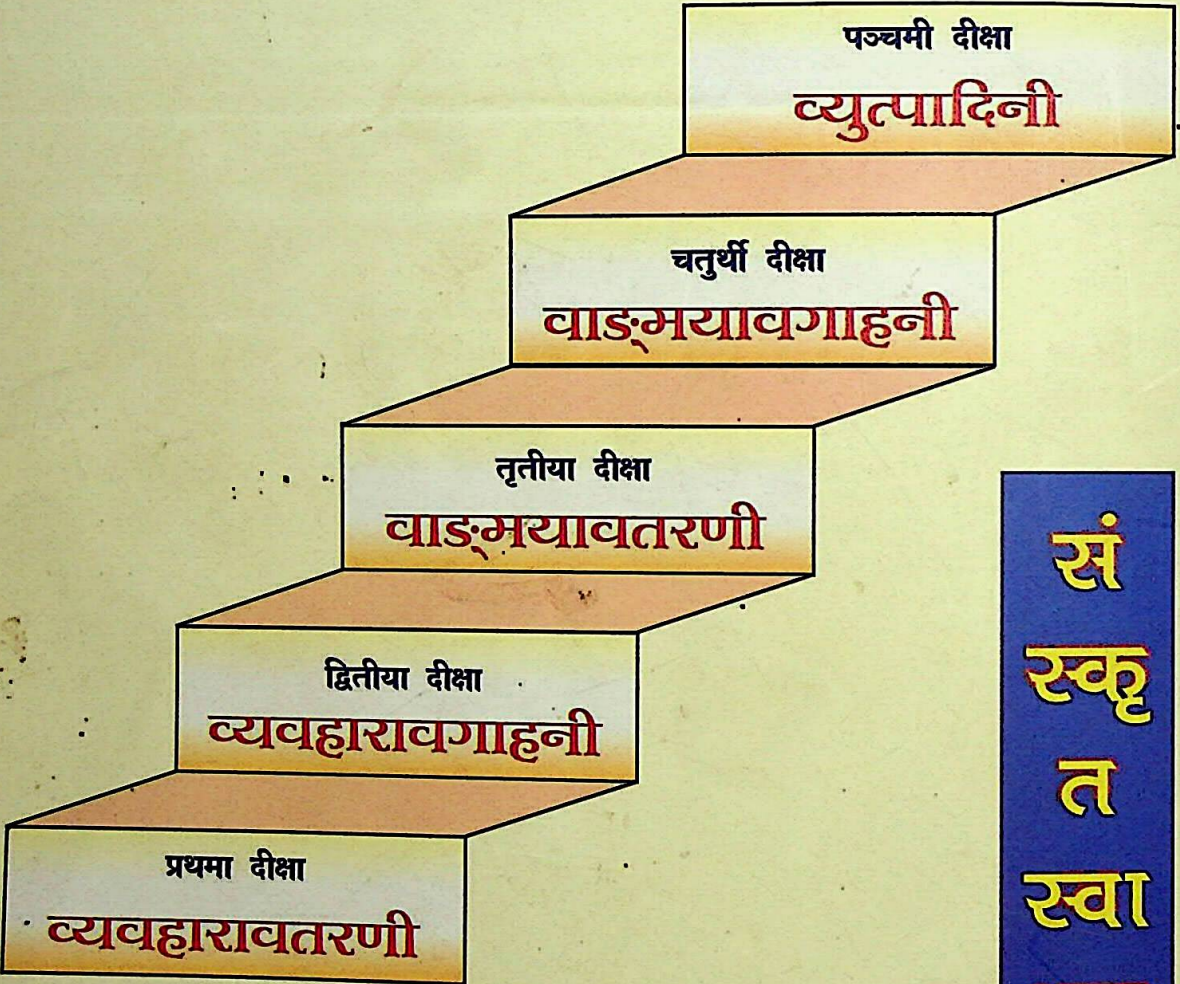 पञ्चमी दीक्षा
व्युत्पादिनी
चतुर्थी दीक्षा
वाङ्मयावगाहनी
तृतीया दीक्षा
वाङ्मयावतरणी
द्वितीया दीक्षा
व्यवहारावगाहनी
प्रथमा दीक्षा
व्यवहारावतरणी
सं
स्कृ
त
स्वा